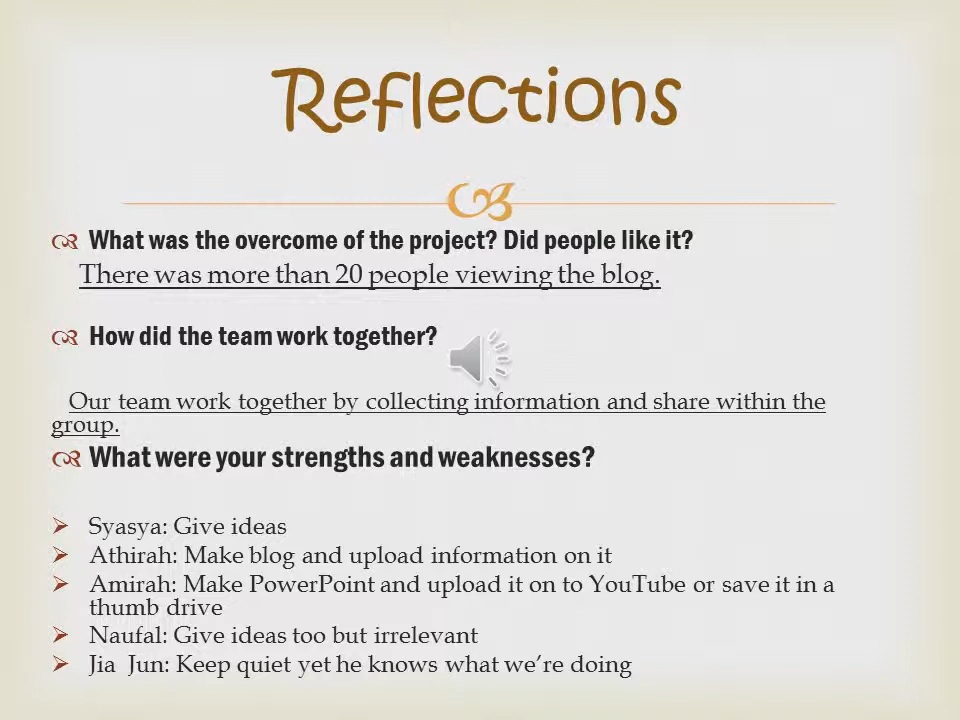 Reflections
What was the overcome of the project? Did people like it?
There was more than 20 people viewing the blog.
How did the team work together?
Our team work together by collecting information and share within the
group.
What were your strengths and weaknesses?
Syasya: Give ideas
Athirah: Make blog and upload information on it
Amirah: Make PowerPoint and upload it on to YouTube or save it in a
thumb drive
Naufal: Give ideas too but irrelevant
Jia  Jun: Keep quiet yet he knows what we’re doing